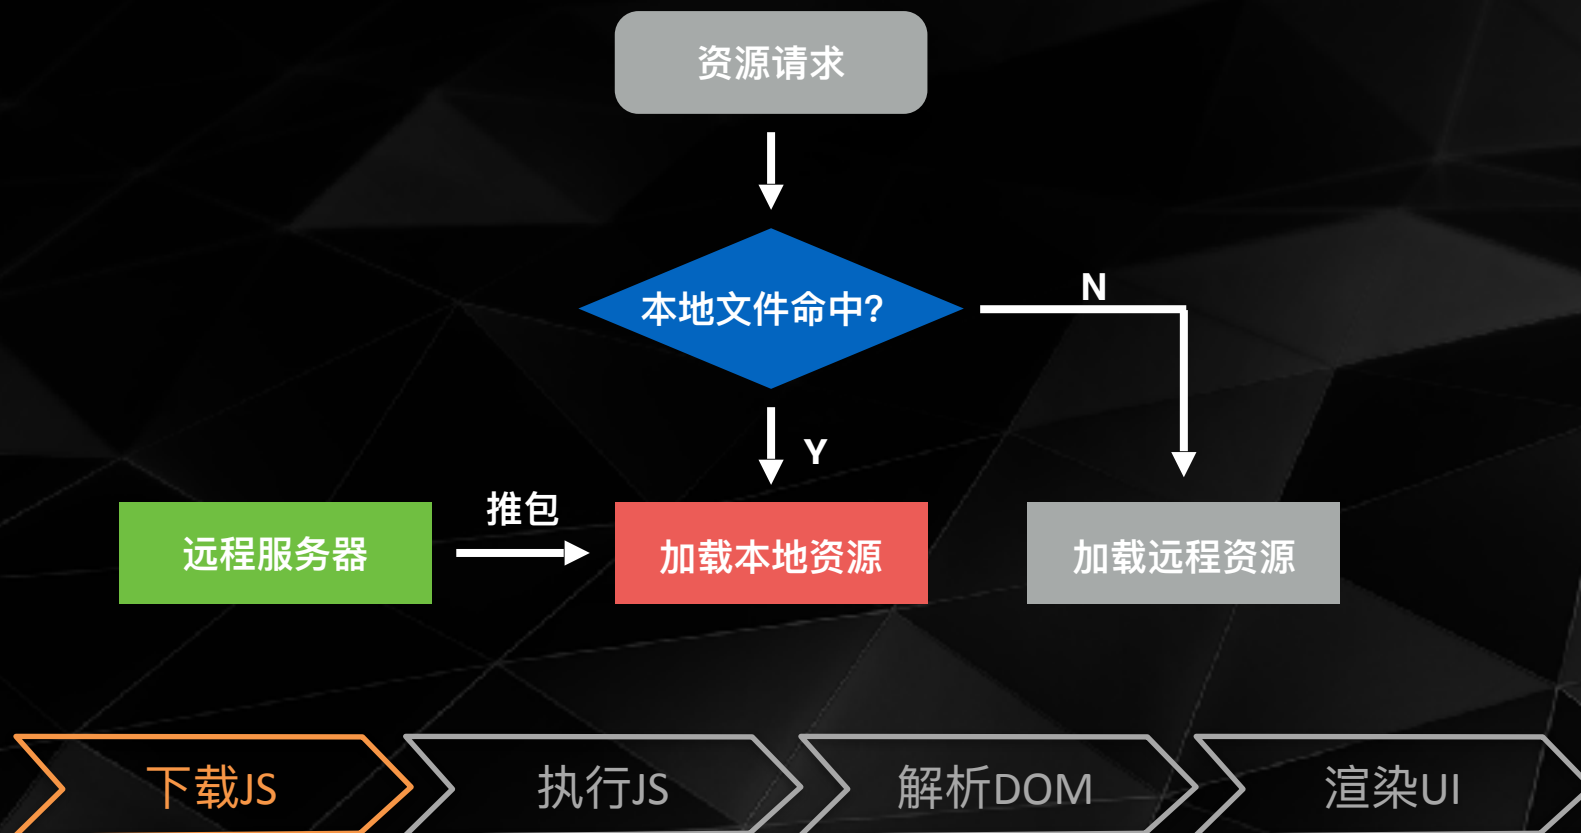 资源请求
本地文件命中?
N
Y
推包
远程服务器
加载本地资源
加载远程资源
下载JS
执行JS
解析DOM
渲染UI